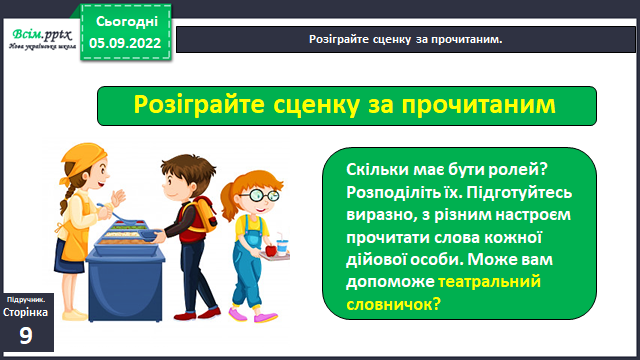 Всім.pptx
Нова українська школа
Сьогодні
05.09.2022
Розіграйте сценку за прочитаним.
Розіграйте сценку за прочитаним
Скільки має бути ролей?
Розподіліть їх. Підготуйтесь
виразно, з різним настроєм
прочитати слова кожної
дійової особи. Може вам
допоможе театральний
словничок?
Підручник.
Сторінка
9